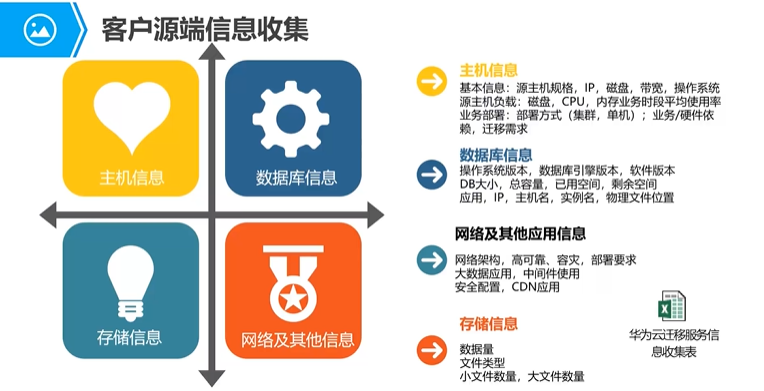 客户源端信息收集
主机信息
数据库信息
存储信息
网络及其他信息
主机信息
基本信息：源主机规格，IP，磁盘，带宽，操作系统
源主机负载：磁盘，CPU，内存业务时段平均使用率
业务部署：部署方式（集群，单机）；业务/硬件依
赖，迁移需求
数据库信息
操作系统版本，数据库引擎版本，软件版本
DB大小，总容量，已用空间，剩余空间
应用，IP，主机名，实例名，物理文件位置
网络及其他应用信息
网络架构，高可靠、容灾，部署要求
大数据应用，中间件使用
安全配置，CDN应用
存储信息
数据量
文件类型
小文件数量，大文件数量
X
华为云迁移服务信
息收集表